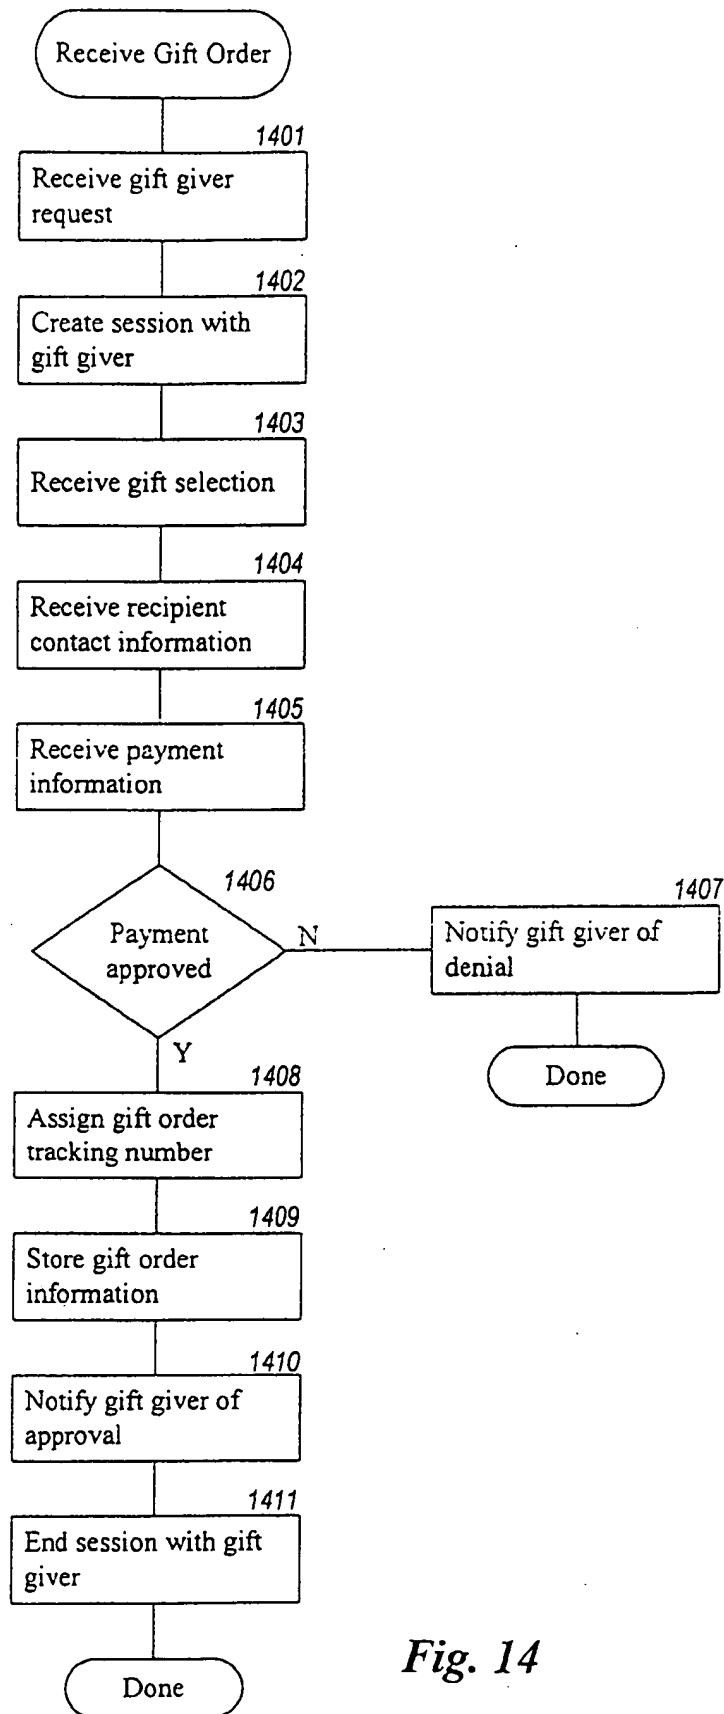 Receive Gift Order
1401
Receive gift giver
request
1402
Create session with
gift giver
1403
Receive gift selection
1404
Receive recipient
contact information
1405
Receive payment
information
1406
Payment
approved
N
1407
Notify gift giver of
denial
Done
Y
1408
Assign gift order
tracking number
1409
Store gift order
information
1410
Notify gift giver of
approval
1411
End session with gift
giver
Done
Fig. 14